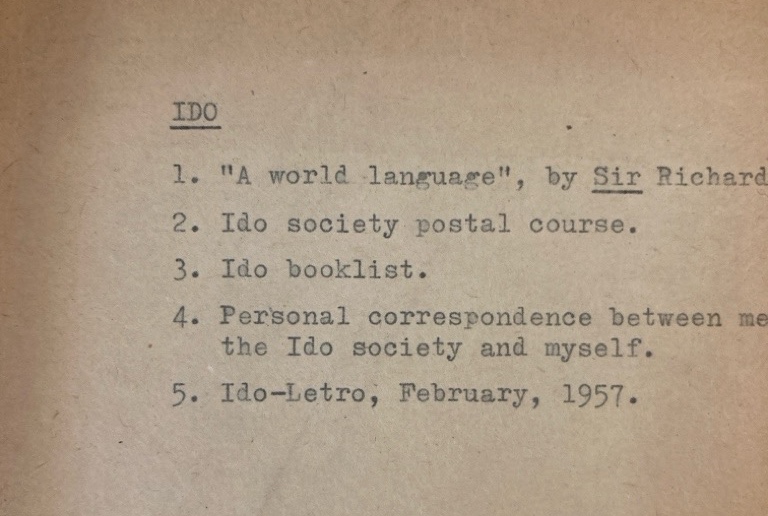 IDO
1. "A world language", by Sir Richard
2. Ido society postal course.
3. Ido booklist.
4. Personal correspondence between me
the Ido society and myself.
5. Ido-Letro, February, 1957.